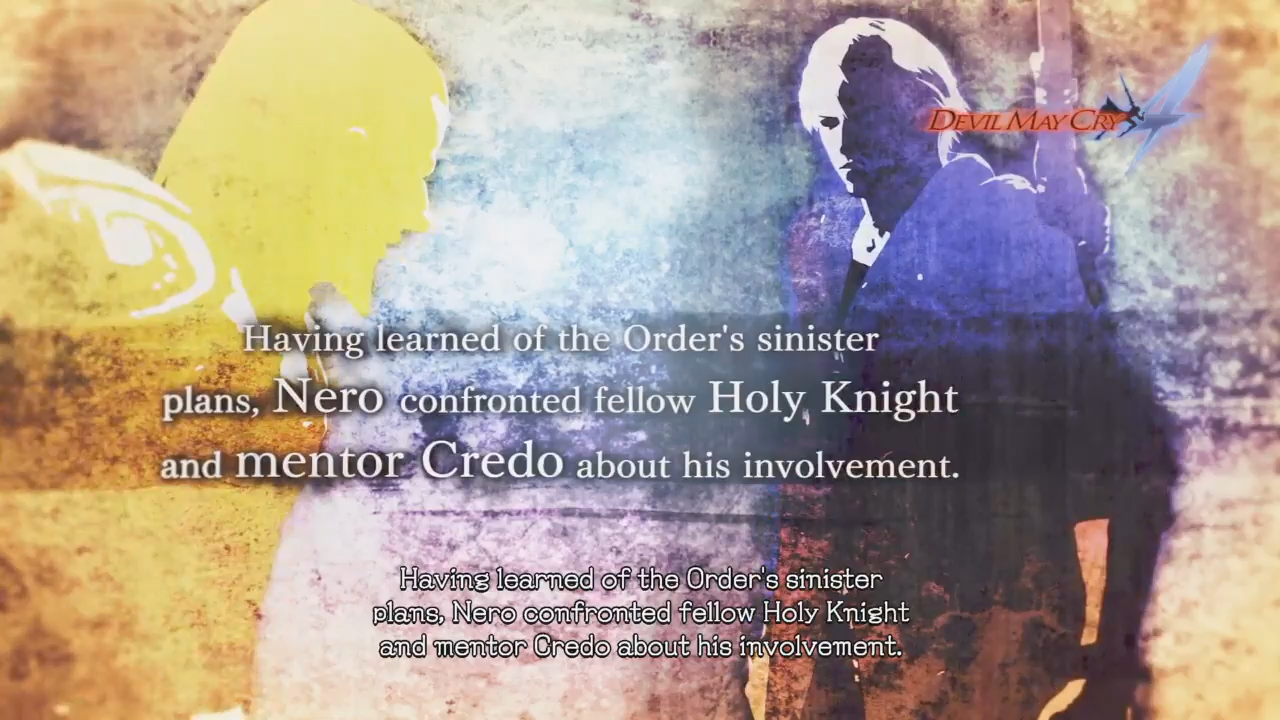 DEVIL MAY CRY 4
Having learned of the Order's sinister
plans, Nero confronted fellow Holy Knight
and mentor Credo about his involvement.
Having learned of the Order's sinister
plans, Nero confronted fellow Holy Knight
and mentor Credo about his involvement.